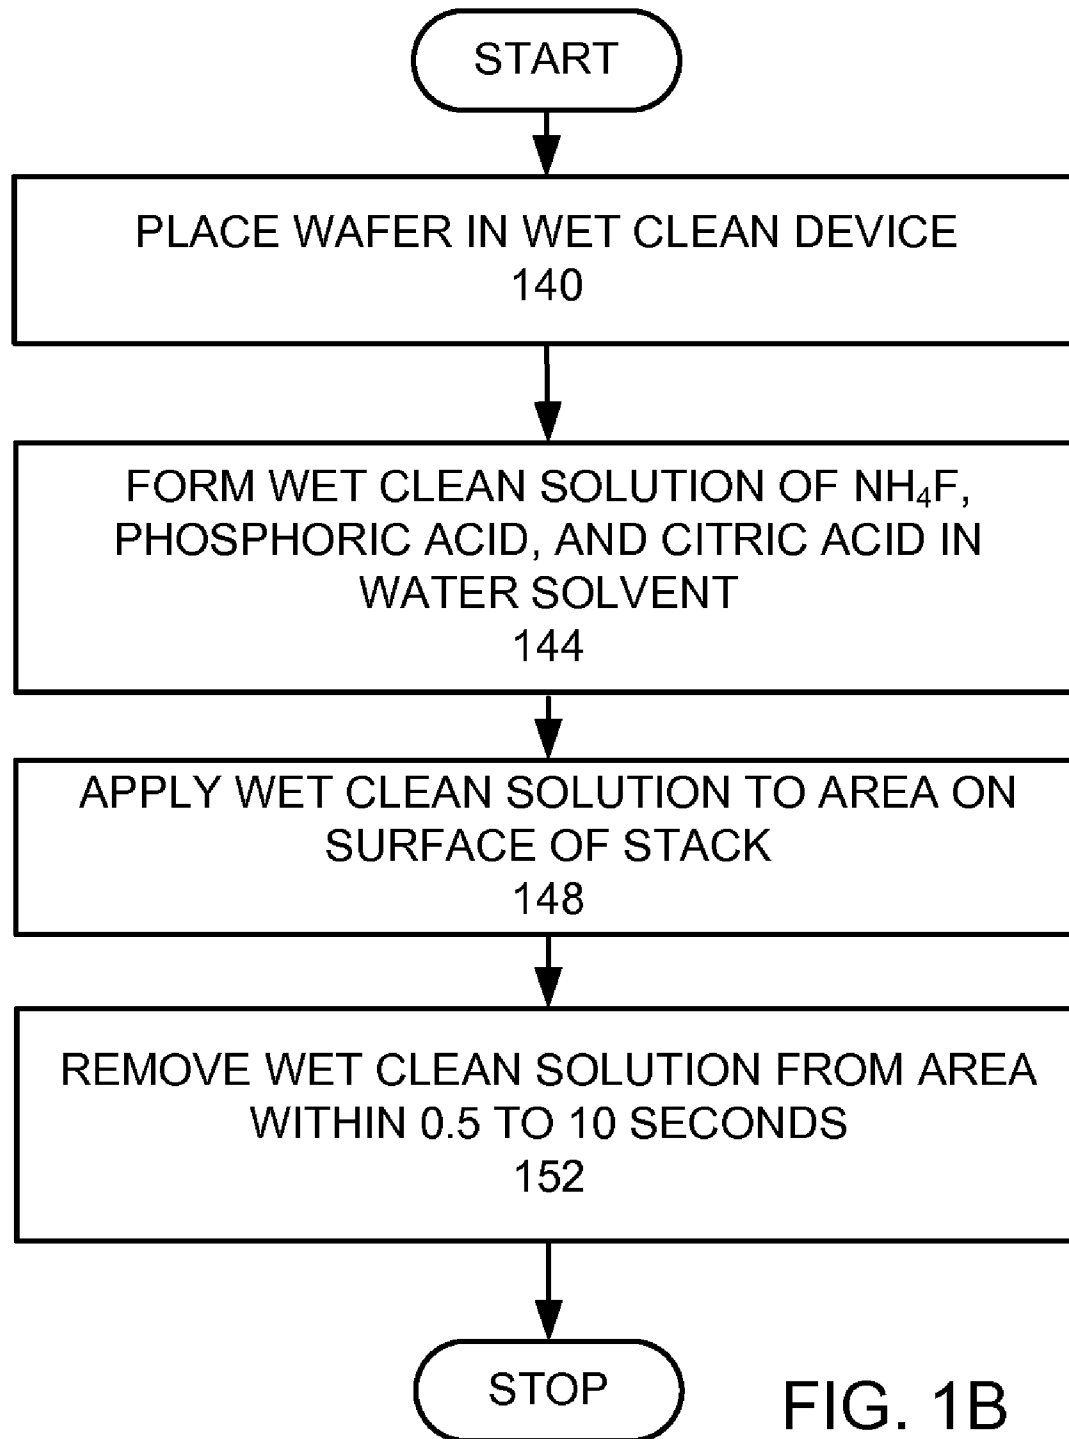 START
PLACE WAFER IN WET CLEAN DEVICE
140
FORM WET CLEAN SOLUTION OF NH₄F,
PHOSPHORIC ACID, AND CITRIC ACID IN
WATER SOLVENT
144
APPLY WET CLEAN SOLUTION TO AREA ON
SURFACE OF STACK
148
REMOVE WET CLEAN SOLUTION FROM AREA
WITHIN 0.5 TO 10 SECONDS
152
STOP
FIG. 1B